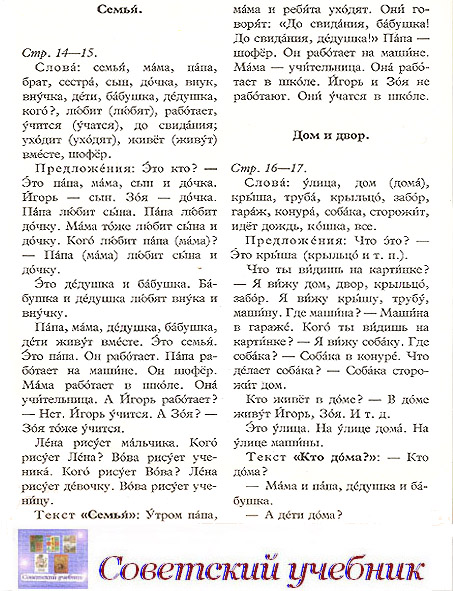 Семья́.
Стр. 14—15.
Слова́: семья́, ма́ма, па́па,
брат, сестра́, сын, до́чка, внук,
вну́чка, де́ти, ба́бушка, де́душка,
кого́?, лю́бит (лю́бят), рабо́тает,
у́чится (у́чатся), до свида́ния;
ухо́дит (ухо́дят), живёт (живу́т)
вме́сте, шофёр.
Предложе́ния: Э́то кто? —
Э́то па́па, ма́ма, сын и до́чка.
И́горь — сын. Зо́я — до́чка.
Па́па лю́бит сы́на. Па́па лю́бит
до́чку. Ма́ма то́же лю́бит сы́на и
до́чку. Кого́ лю́бит па́па (ма́ма)?
— Па́па (ма́ма) лю́бит сы́на и
до́чку.
Э́то де́душка и ба́бушка. Ба́-
бушка и де́душка лю́бят вну́ка и
вну́чку.
Па́па, ма́ма, де́душка, ба́бушка,
де́ти живу́т вме́сте. Э́то семья́.
Э́то па́па. Он рабо́тает. Па́па ра-
бо́тает на маши́не. Он шофёр.
Ма́ма рабо́тает в шко́ле. Она́
учи́тельница. А И́горь рабо́тает?
— Нет. И́горь у́чится. А Зо́я? —
Зо́я то́же у́чится.
Ле́на рису́ет ма́льчика. Кого́
рису́ет Ле́на? Во́ва рису́ет уче-
ника́. Кого́ рису́ет Во́ва? Ле́на
рису́ет де́вочку. Во́ва рису́ет уче-
ни́цу.
Текст «Семья́»: У́тром па́па,
ма́ма и ребя́та ухо́дят. Они́ го-
воря́т: «До свида́ния, ба́бушка!
До свида́ния, де́душка!» Па́па —
шофёр. Он рабо́тает на маши́не.
Ма́ма — учи́тельница. Она́ рабо́-
тает в шко́ле. И́горь и Зо́я не
рабо́тают. Они́ у́чатся в шко́ле.
Дом и двор.
Стр. 16—17.
Слова́: у́лица, дом (дома́),
кры́ша, труба́, крыльцо́, забо́р,
гара́ж, конура́, соба́ка, сторожи́т,
идёт дождь, ко́шка, все.
Предложе́ния: Что э́то? —
Э́то кры́ша (крыльцо́ и т. п.).
Что ты ви́дишь на карти́нке?
— Я ви́жу дом, двор, крыльцо́,
забо́р. Я ви́жу кры́шу, трубу́,
маши́ну. Где маши́на? — Маши́на
в гараже́. Кого́ ты ви́дишь на
карти́нке? — Я ви́жу соба́ку. Где
соба́ка? — Соба́ка в конуре́. Что
де́лает соба́ка? — Соба́ка сторо-
жи́т дом.
Кто живёт в до́ме? — В до́ме
живу́т И́горь, Зо́я. И т. д.
Э́то у́лица. На у́лице дома́. На
у́лице маши́ны.
Текст «Кто до́ма?»: — Кто
до́ма?
— Ма́ма и па́па, де́душка и ба́-
бушка.
— А де́ти до́ма?
Советский учебник
Советский учебник